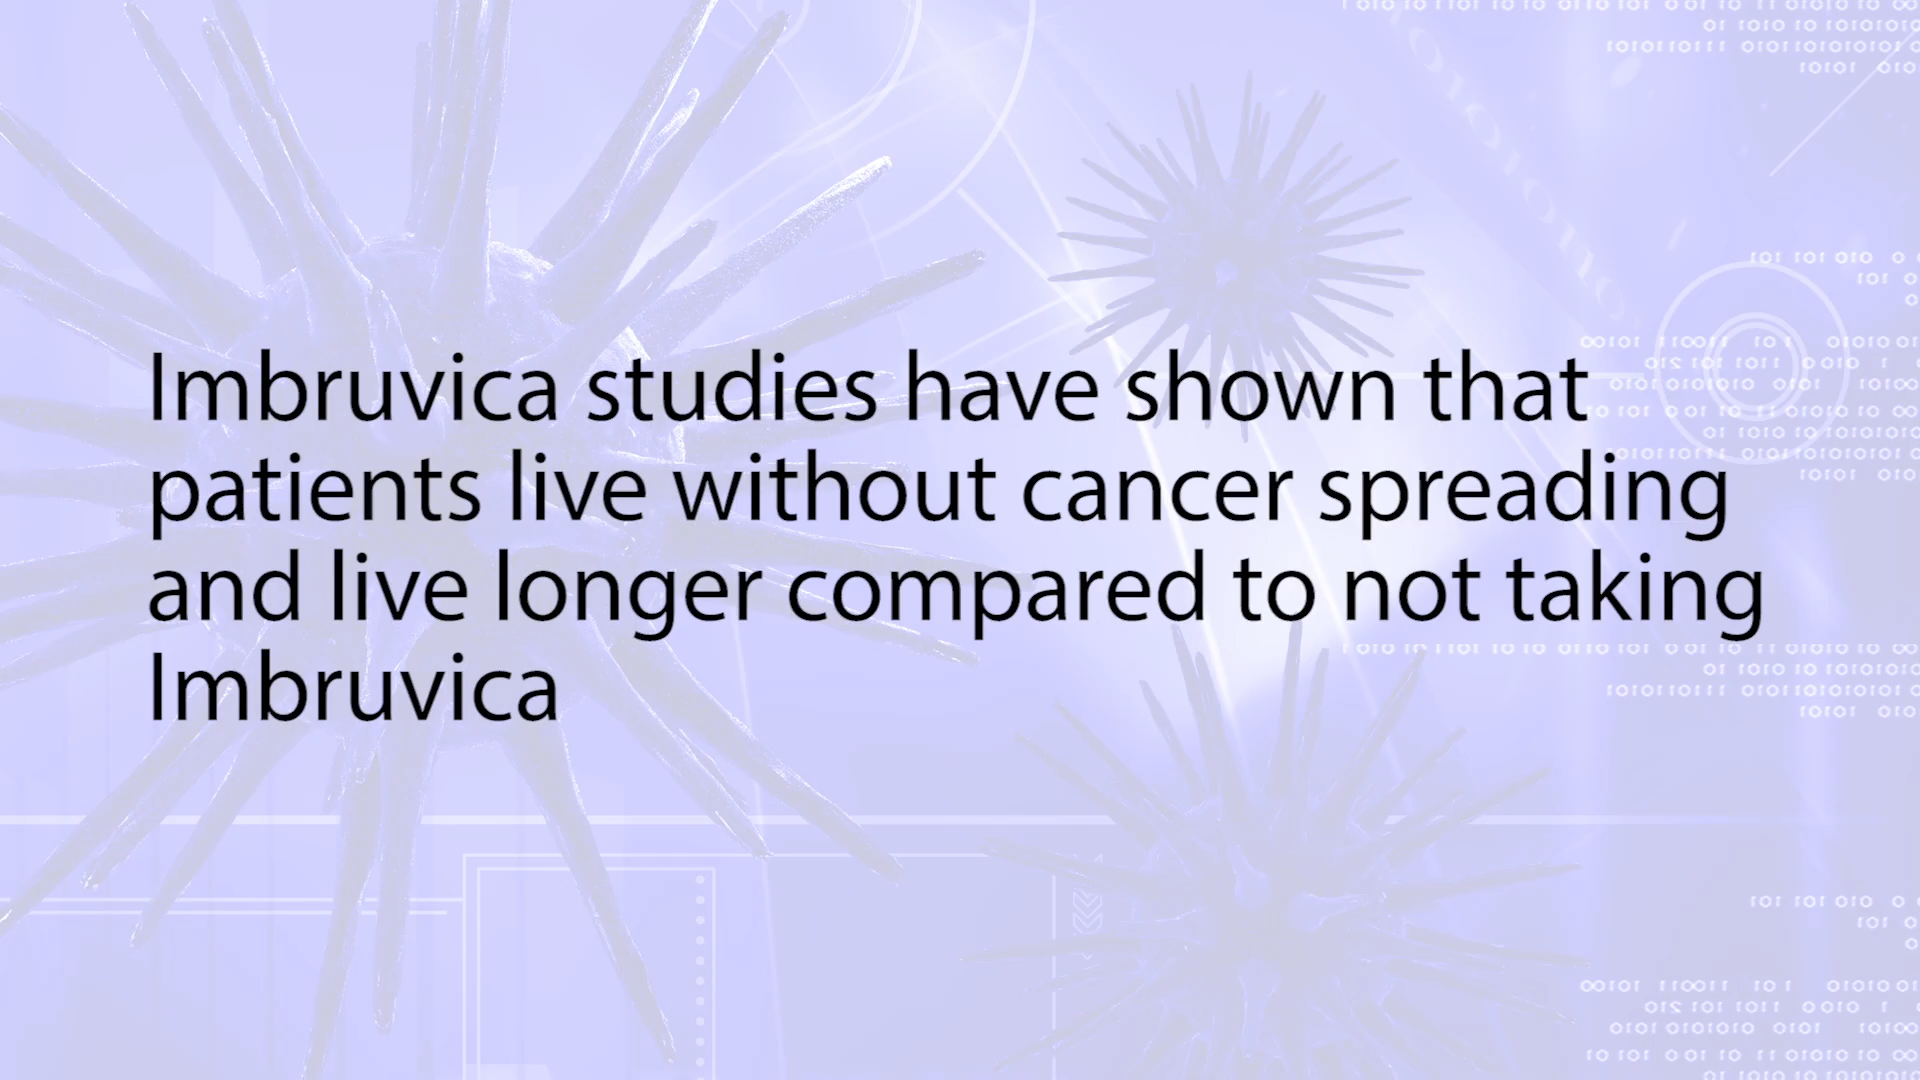 Imbruvica studies have shown that
patients live without cancer spreading
and live longer compared to not taking
Imbruvica